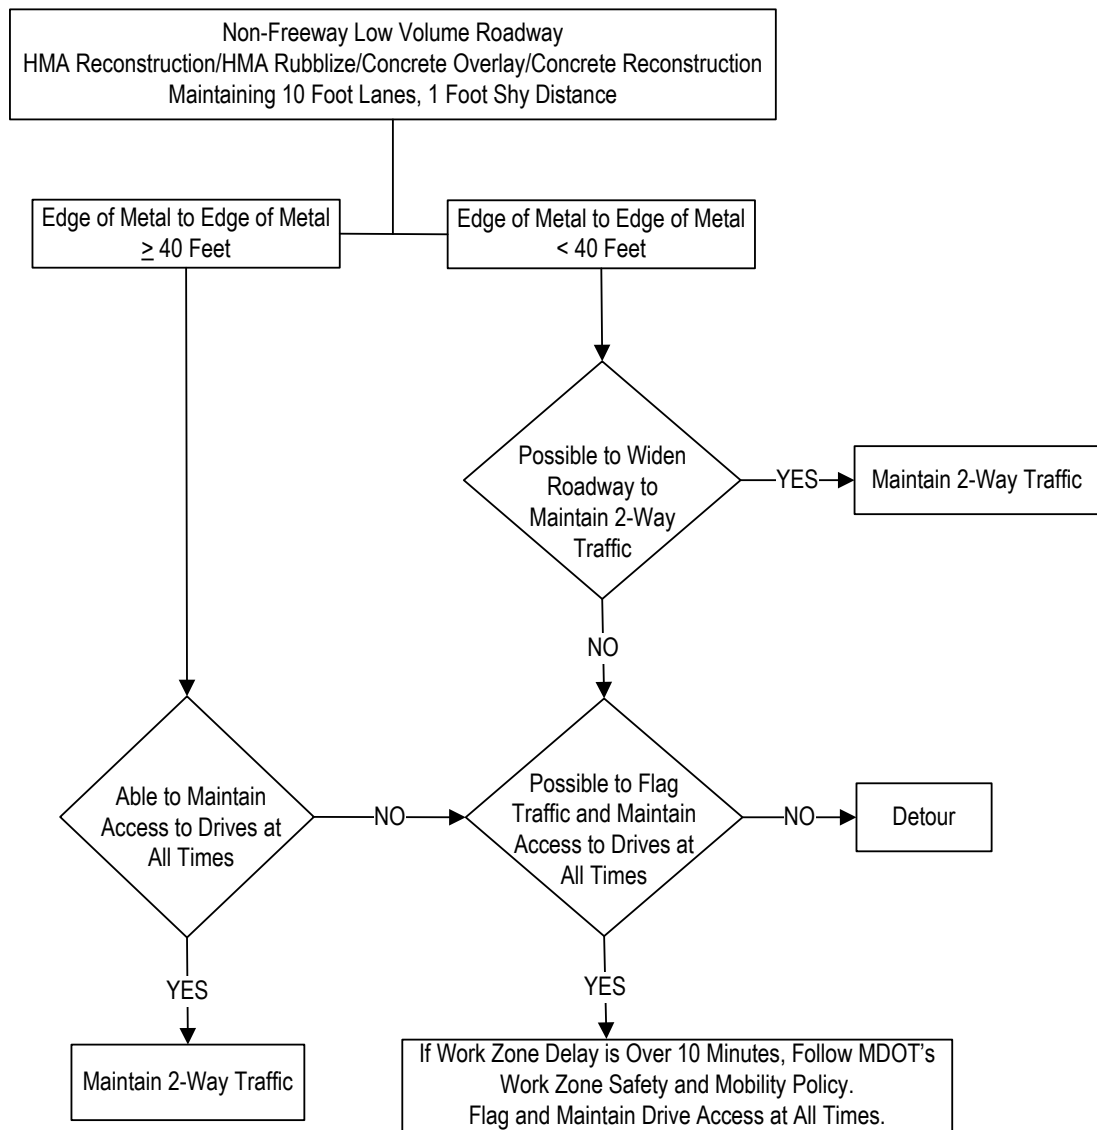 Non-Freeway Low Volume Roadway
HMA Reconstruction/HMA Rubblize/Concrete Overlay/Concrete Reconstruction
Maintaining 10 Foot Lanes, 1 Foot Shy Distance
Edge of Metal to Edge of Metal
≥ 40 Feet
Edge of Metal to Edge of Metal
< 40 Feet
Possible to Widen
Roadway to
Maintain 2-Way
Traffic
YES
Maintain 2-Way Traffic
NO
Able to Maintain
Access to Drives at
All Times
NO
Possible to Flag
Traffic and Maintain
Access to Drives at
All Times
NO
Detour
YES
Maintain 2-Way Traffic
YES
If Work Zone Delay is Over 10 Minutes, Follow MDOT’s
Work Zone Safety and Mobility Policy.
Flag and Maintain Drive Access at All Times.